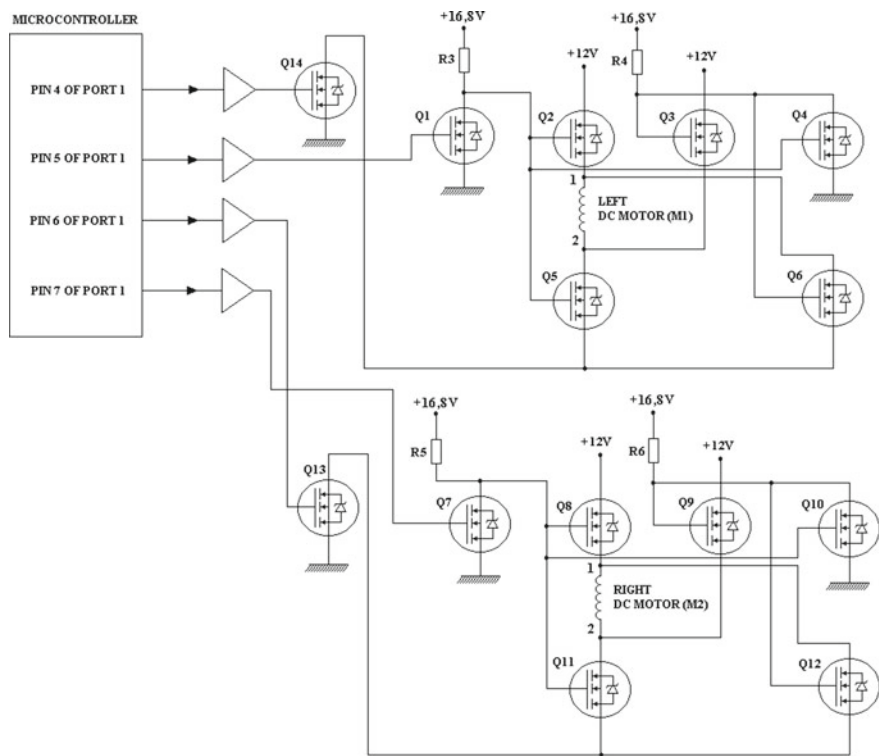 MICROCONTROLLER
PIN 4 OF PORT 1
PIN 5 OF PORT 1
PIN 6 OF PORT 1
PIN 7 OF PORT 1
Q14
+16,8V
R3
Q1
+12V
Q2
+16,8V
R4
+12V
Q3
Q4
1
LEFT
DC MOTOR (M1)
2
Q5
Q6
Q13
+16,8V
R5
Q7
+12V
Q8
+16,8V
R6
+12V
Q9
Q10
1
RIGHT
DC MOTOR (M2)
2
Q11
Q12